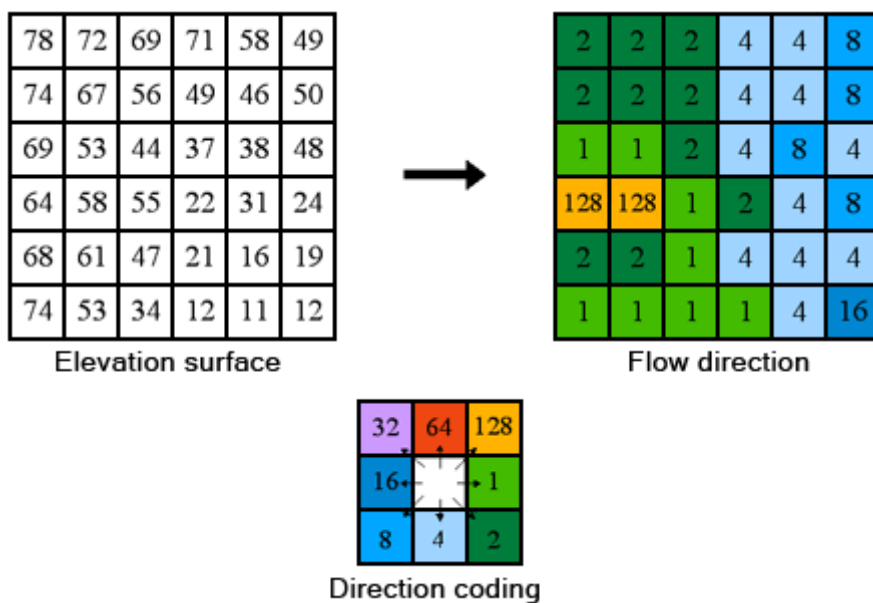 78 72 69 71 58 49 2 2 2 4 4 8
74 67 56 49 46 50 2 2 2 4 4 8
69 53 44 37 38 48 1 1 2 4 8 4
64 58 55 22 31 24 128 128 1 2 4 8
68 61 47 21 16 19 2 2 1 4 4 4
74 53 34 12 11 12 1 1 1 1 4 16
Elevation surface Flow direction
32 64 128
16 1
8 4 2
Direction coding